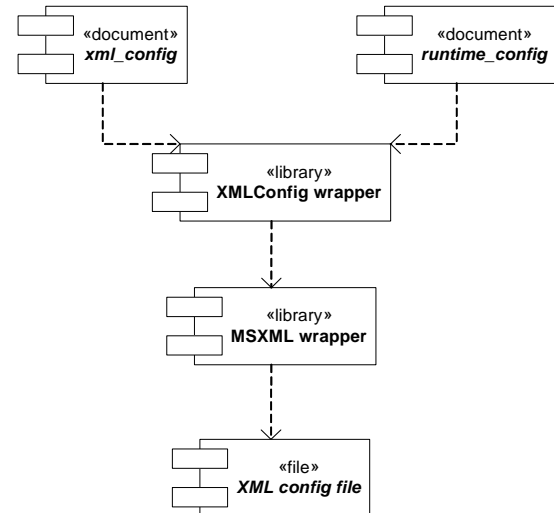 «document»
xml_config
«document»
runtime_config
«library»
XMLConfig wrapper
«library»
MSXML wrapper
«file»
XML config file